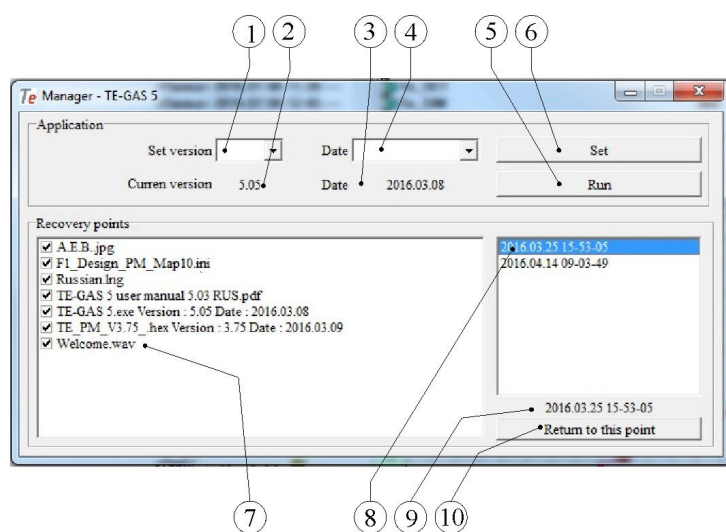 1 2 3 4 5 6
Te Manager - TE-GAS 5
Application
Set version Date Set
Curren version 5.05 Date 2016.03.08 Run
Recovery points
A.E.B..jpg 2016.03.25 15-53-05
F1_Design_PM_Map10.ini 2016.04.14 09-03-49
Russian.lng
TE-GAS 5 user manual 5.03 RUS.pdf
TE-GAS 5.exe Version : 5.05 Date : 2016.03.08
TE_PM_V3.75_.hex Version : 3.75 Date : 2016.03.09
Welcome.wav
2016.03.25 15-53-05
Return to this point
7 8 9 10